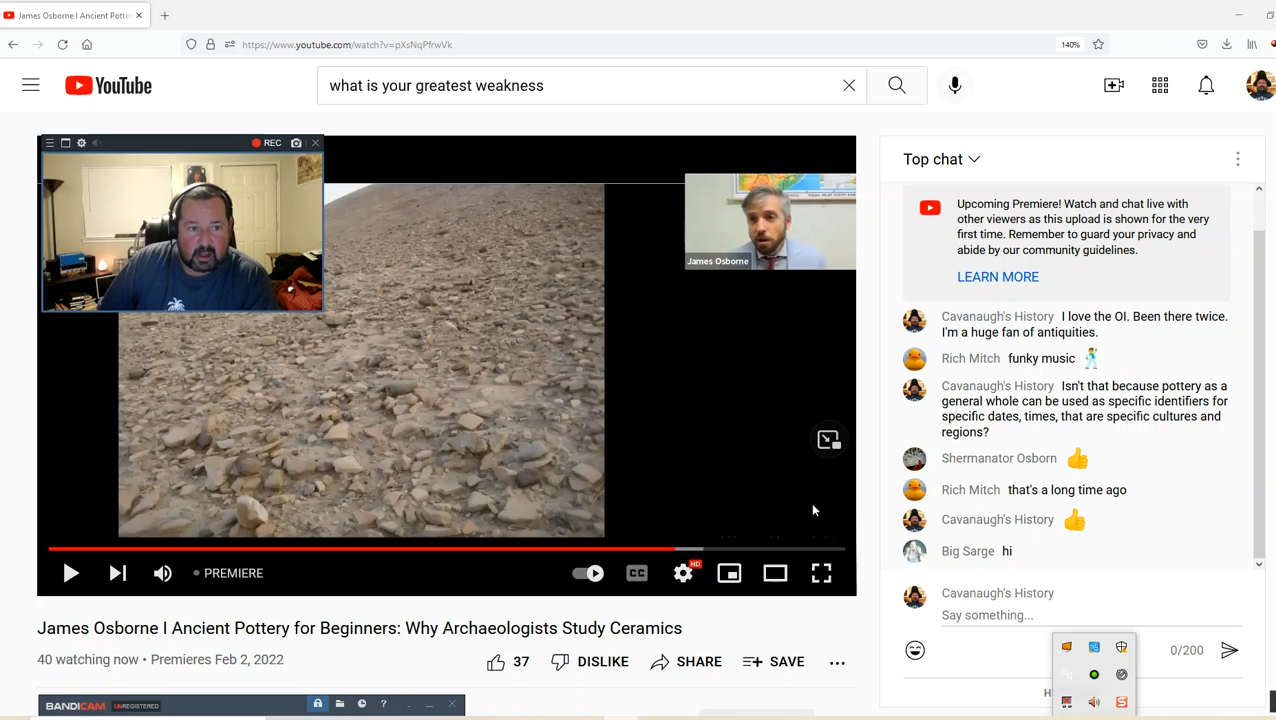 James Osborne I Ancient Potter
https://www.youtube.com/watch?v=pXsNqPfrwVk
140%
YouTube
what is your greatest weakness
REC
James Osborne
PREMIERE
CC
HD
James Osborne I Ancient Pottery for Beginners: Why Archaeologists Study Ceramics
40 watching now • Premieres Feb 2, 2022
37
DISLIKE
SHARE
SAVE
BANDICAM UNREGISTERED
Top chat
Upcoming Premiere! Watch and chat live with
other viewers as this upload is shown for the very
first time. Remember to guard your privacy and
abide by our community guidelines.
LEARN MORE
Cavanaugh's History I love the OI. Been there twice.
I'm a huge fan of antiquities.
Rich Mitch funky music
Cavanaugh's History Isn't that because pottery as a
general whole can be used as specific identifiers for
specific dates, times, that are specific cultures and
regions?
Shermanator Osborn
Rich Mitch that's a long time ago
Cavanaugh's History
Big Sarge hi
Cavanaugh's History
Say something...
0/200